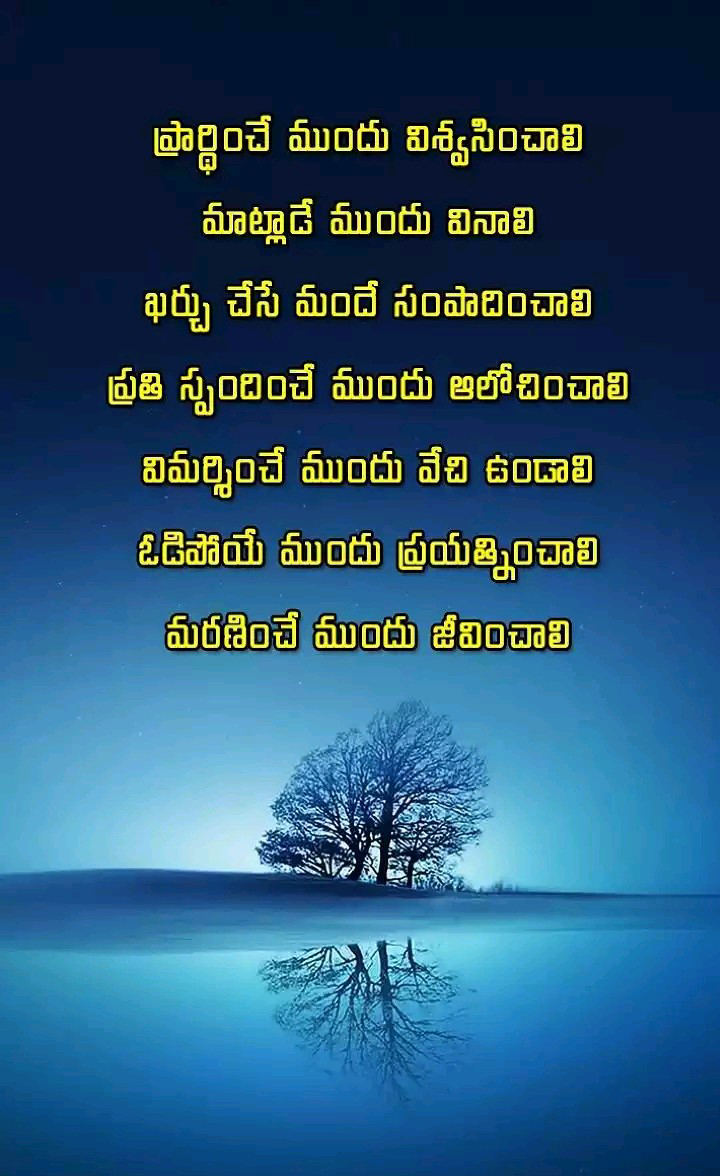 ప్రార్థించే ముందు విశ్వసించాలి
మాట్లాడే ముందు వినాలి
ఖర్చు చేసే మందే సంపాదించాలి
ప్రతి స్పందించే ముందు ఆలోచించాలి
విమర్శించే ముందు వేచి ఉండాలి
ఓడిపోయే ముందు ప్రయత్నించాలి
మరణించే ముందు జీవించాలి